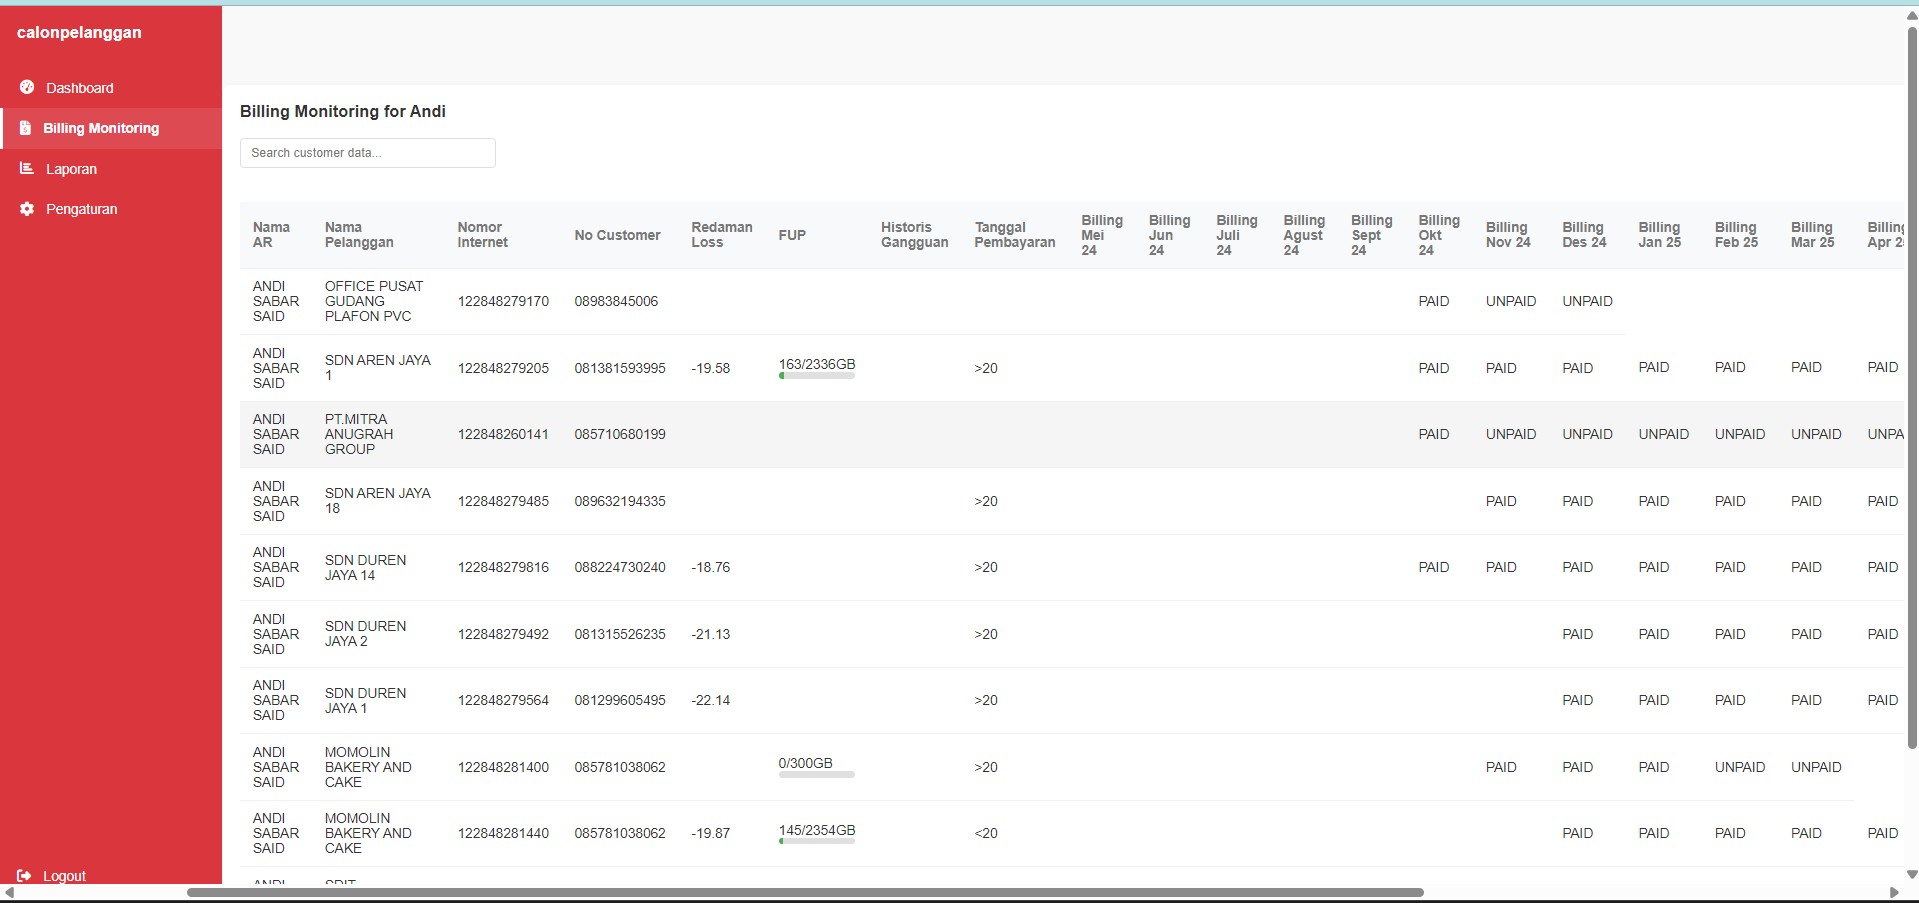 calonpelanggan
Dashboard
Billing Monitoring
Laporan
Pengaturan
Logout
Billing Monitoring for Andi
Search customer data...
Nama AR Nama Pelanggan Nomor Internet No Customer Redaman Loss FUP Historis Gangguan Tanggal Pembayaran Billing Mei 24 Billing Jun 24 Billing Juli 24 Billing Agust 24 Billing Sept 24 Billing Okt 24 Billing Nov 24 Billing Des 24 Billing Jan 25 Billing Feb 25 Billing Mar 25 Billing Apr 2
ANDI SABAR SAID OFFICE PUSAT GUDANG PLAFON PVC 122848279170 08983845006 PAID UNPAID UNPAID
ANDI SABAR SAID SDN AREN JAYA 1 122848279205 081381593995 -19.58 163/2336GB >20 PAID PAID PAID PAID PAID PAID PAID
ANDI SABAR SAID PT.MITRA ANUGRAH GROUP 122848260141 085710680199 PAID UNPAID UNPAID UNPAID UNPAID UNPAID UNPA
ANDI SABAR SAID SDN AREN JAYA 18 122848279485 089632194335 >20 PAID PAID PAID PAID PAID PAID
ANDI SABAR SAID SDN DUREN JAYA 14 122848279816 088224730240 -18.76 >20 PAID PAID PAID PAID PAID PAID PAID
ANDI SABAR SAID SDN DUREN JAYA 2 122848279492 081315526235 -21.13 >20 PAID PAID PAID PAID PAID
ANDI SABAR SAID SDN DUREN JAYA 1 122848279564 081299605495 -22.14 >20 PAID PAID PAID PAID PAID
ANDI SABAR SAID MOMOLIN BAKERY AND CAKE 122848281400 085781038062 0/300GB >20 PAID PAID PAID UNPAID UNPAID
ANDI SABAR SAID MOMOLIN BAKERY AND CAKE 122848281440 085781038062 -19.87 145/2354GB <20 PAID PAID PAID PAID PAID